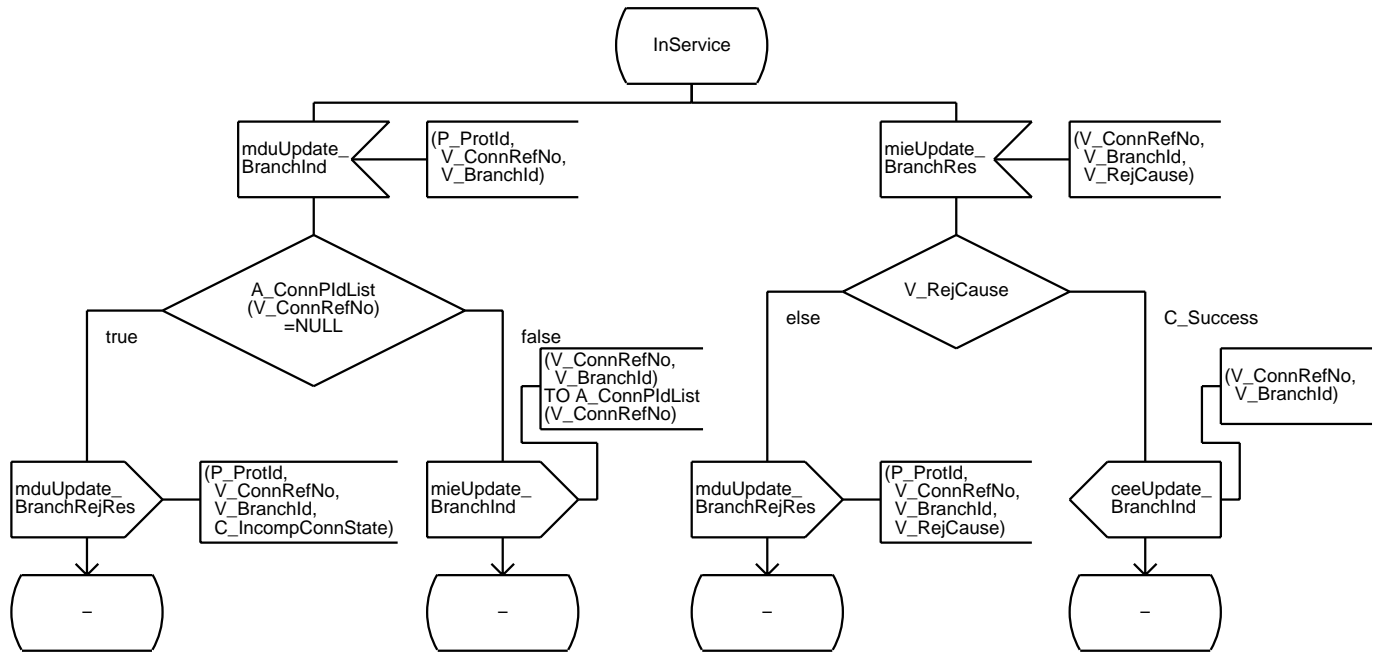 InService
mduUpdate_
BranchInd
(P_ProtId,
V_ConnRefNo,
V_BranchId)
mieUpdate_
BranchRes
(V_ConnRefNo,
V_BranchId,
V_RejCause)
A_ConnPIdList
(V_ConnRefNo)
=NULL
V_RejCause
true
false
else
C_Success
(V_ConnRefNo,
V_BranchId)
TO A_ConnPIdList
(V_ConnRefNo)
(V_ConnRefNo,
V_BranchId)
mduUpdate_
BranchRejRes
(P_ProtId,
V_ConnRefNo,
V_BranchId,
C_IncompConnState)
mieUpdate_
BranchInd
mduUpdate_
BranchRejRes
(P_ProtId,
V_ConnRefNo,
V_BranchId,
V_RejCause)
ceeUpdate_
BranchInd
–
–
–
–